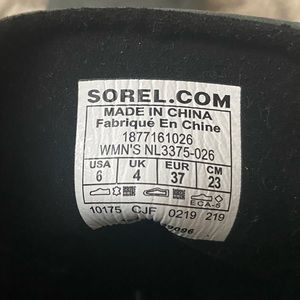 SOREL.COM
MADE IN CHINA
Fabriqué En Chine
1877161026
WMN'S NL3375-026
USA UK EUR CM
6 4 37 23
EGA-S
10175 CJF 0219 219